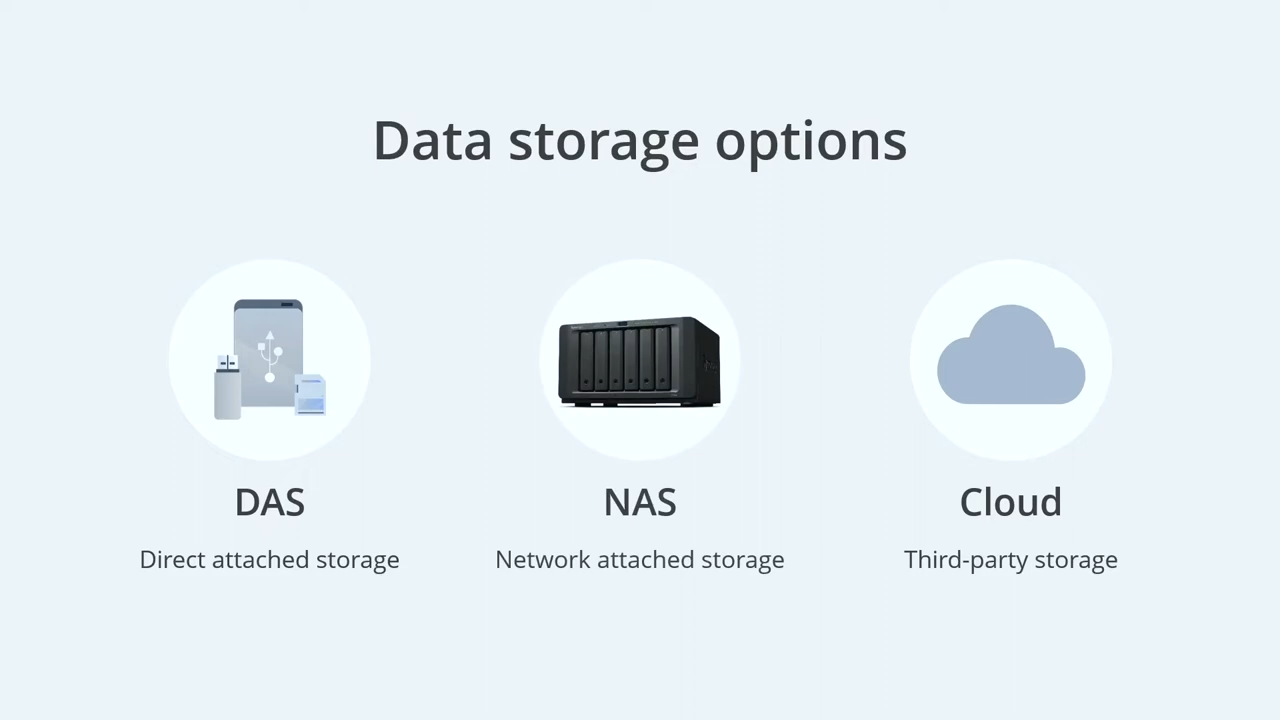 Data storage options
DAS
NAS
Cloud
Direct attached storage
Network attached storage
Third-party storage